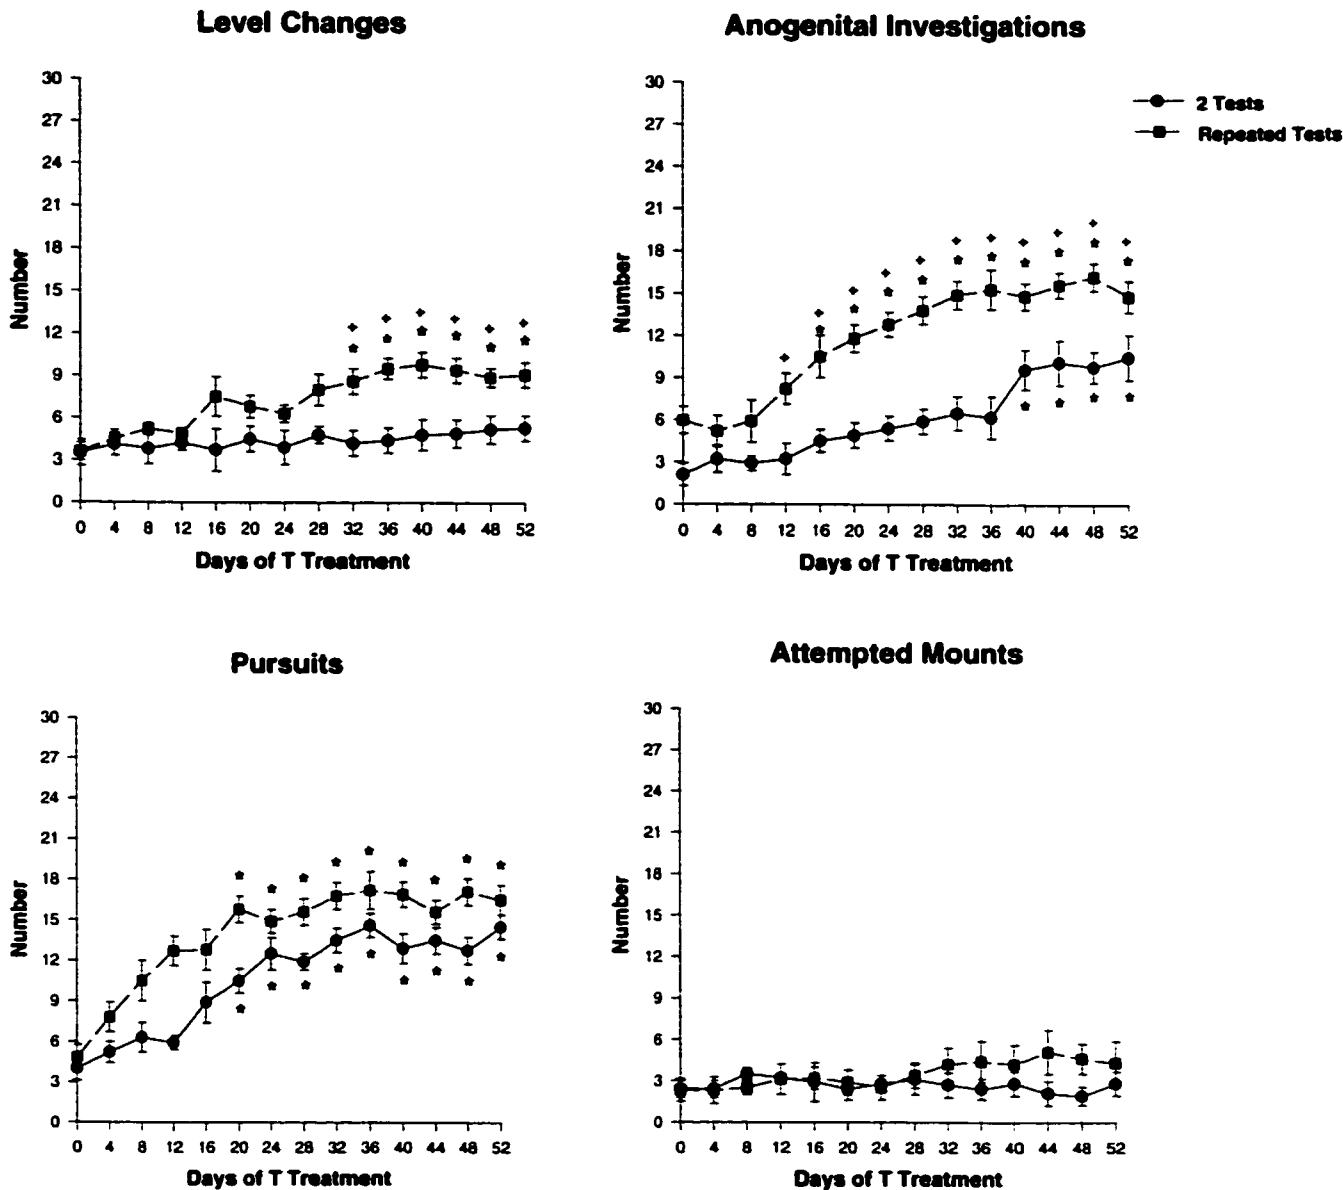 Level Changes
30
27
24
21
18
15
12
9
6
3
0
Number
0 4 8 12 16 20 24 28 32 36 40 44 48 52
Days of T Treatment
Anogenital Investigations
30
27
24
21
18
15
12
9
6
3
0
Number
0 4 8 12 16 20 24 28 32 36 40 44 48 52
Days of T Treatment
2 Tests
Repeated Tests
Pursuits
30
27
24
21
18
15
12
9
6
3
0
Number
0 4 8 12 16 20 24 28 32 36 40 44 48 52
Days of T Treatment
Attempted Mounts
30
27
24
21
18
15
12
9
6
3
0
Number
0 4 8 12 16 20 24 28 32 36 40 44 48 52
Days of T Treatment